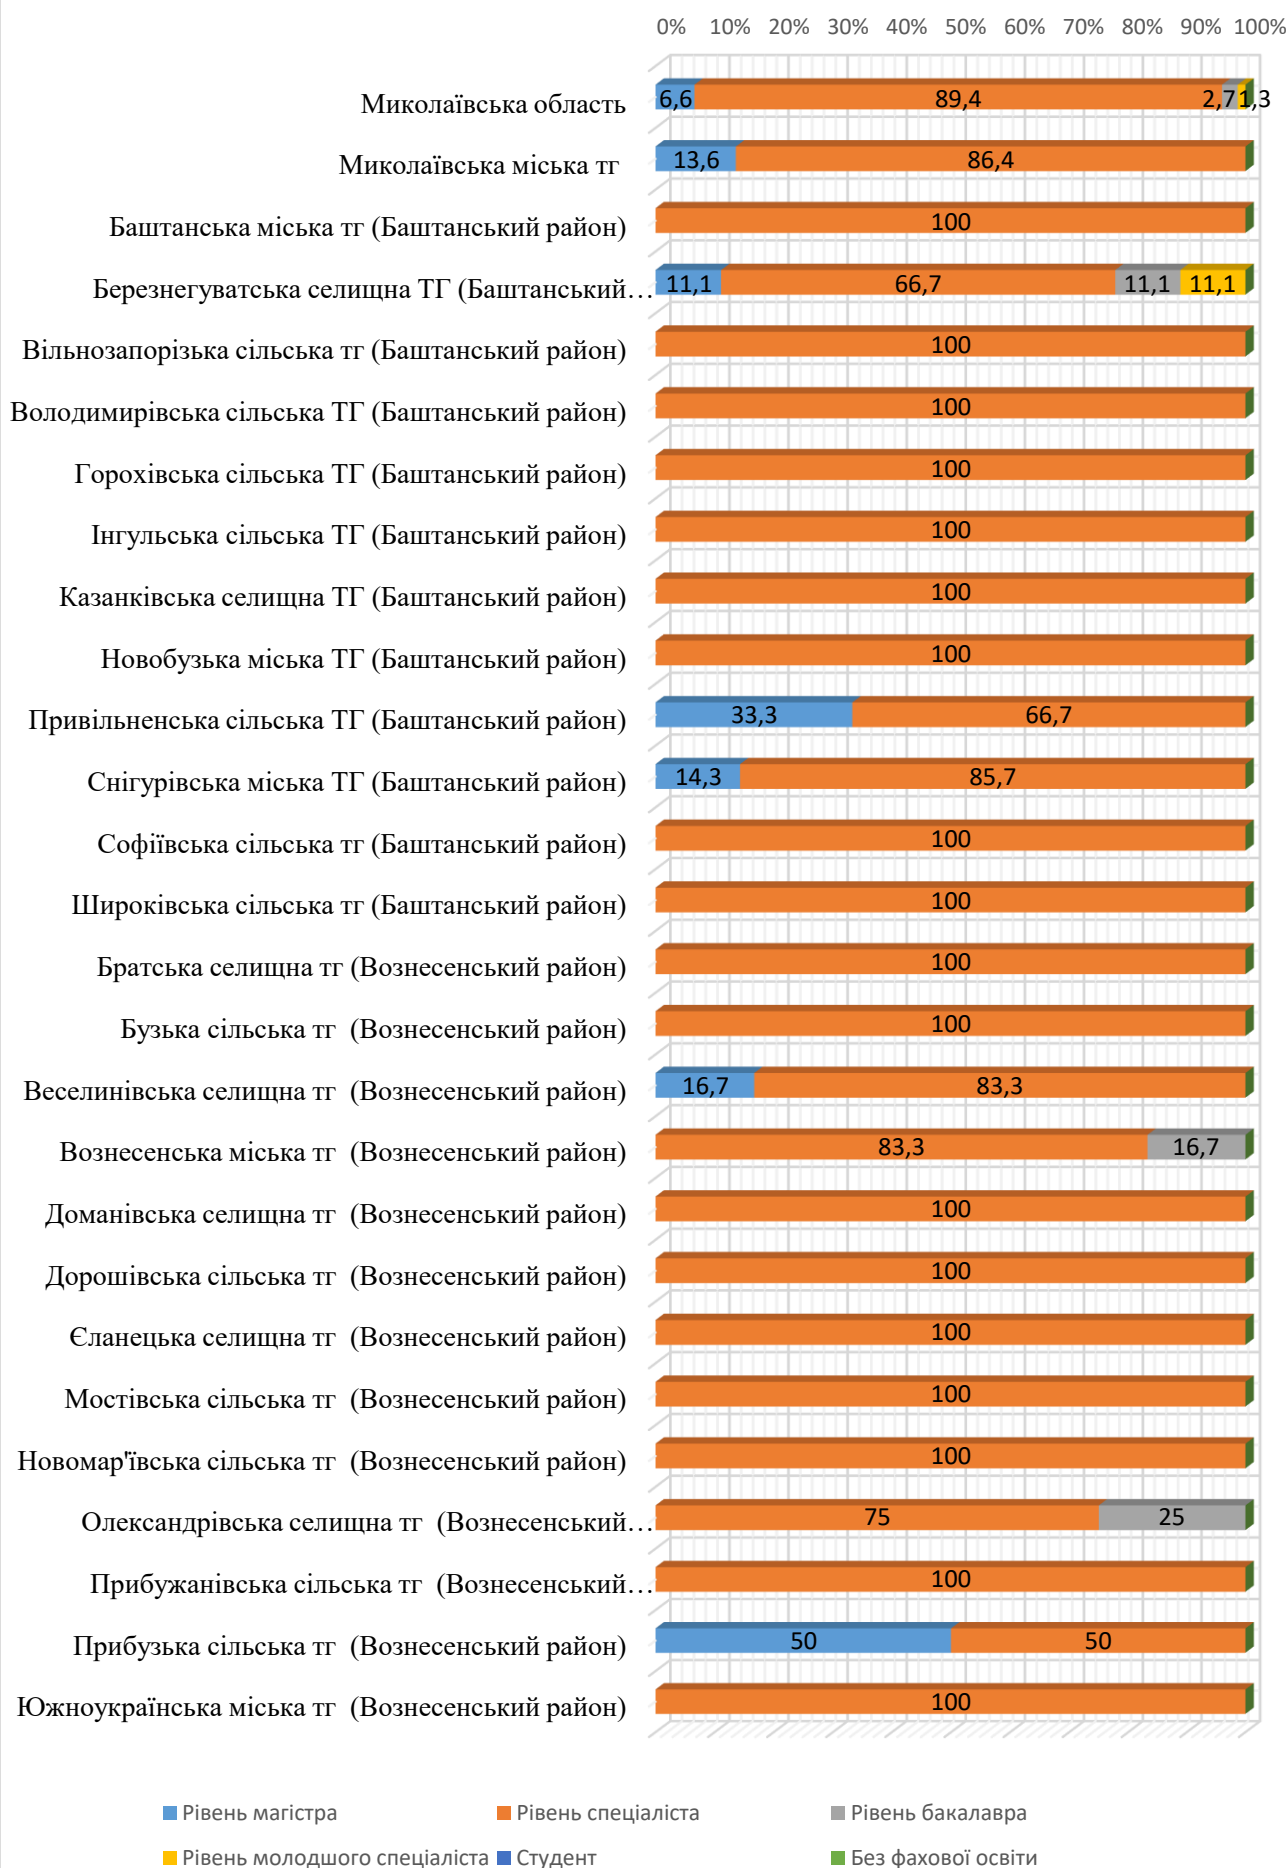 0% 10% 20% 30% 40% 50% 60% 70% 80% 90% 100%
Миколаївська область 6,6 89,4 2,7 1,3
Миколаївська міська тг 13,6 86,4
Баштанська міська тг (Баштанський район) 100
Березнегуватська селищна ТГ (Баштанський… 11,1 66,7 11,1 11,1
Вільнозапорізька сільська тг (Баштанський район) 100
Володимирівська сільська ТГ (Баштанський район) 100
Горохівська сільська ТГ (Баштанський район) 100
Інгульська сільська ТГ (Баштанський район) 100
Казанківська селищна ТГ (Баштанський район) 100
Новобузька міська ТГ (Баштанський район) 100
Привільненська сільська ТГ (Баштанський район) 33,3 66,7
Снігурівська міська ТГ (Баштанський район) 14,3 85,7
Софіївська сільська тг (Баштанський район) 100
Широківська сільська тг (Баштанський район) 100
Братська селищна тг (Вознесенський район) 100
Бузька сільська тг (Вознесенський район) 100
Веселинівська селищна тг (Вознесенський район) 16,7 83,3
Вознесенська міська тг (Вознесенський район) 83,3 16,7
Доманівська селищна тг (Вознесенський район) 100
Дорошівська сільська тг (Вознесенський район) 100
Єланецька селищна тг (Вознесенський район) 100
Мостівська сільська тг (Вознесенський район) 100
Новомар'ївська сільська тг (Вознесенський район) 100
Олександрівська селищна тг (Вознесенський… 75 25
Прибужанівська сільська тг (Вознесенський… 100
Прибузька сільська тг (Вознесенський район) 50 50
Южноукраїнська міська тг (Вознесенський район) 100
Рівень магістра Рівень спеціаліста Рівень бакалавра
Рівень молодшого спеціаліста Студент Без фахової освіти